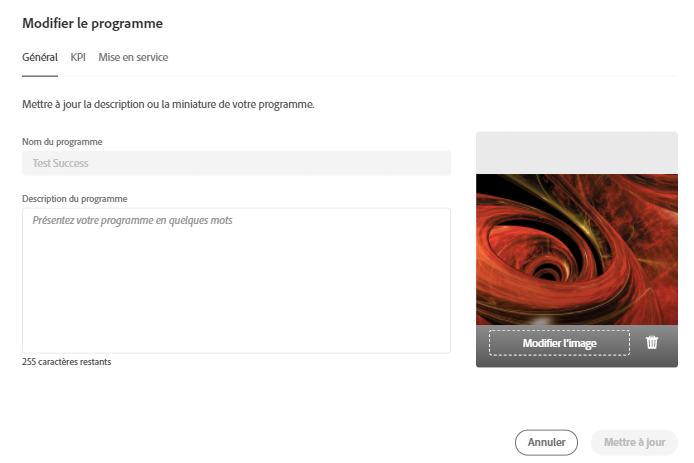 Modifier le programme
Général KPI Mise en service
Mettre à jour la description ou la miniature de votre programme.
Nom du programme
Test Success
Description du programme
Présentez votre programme en quelques mots
255 caractères restants
Modifier l'image
Annuler Mettre à jour